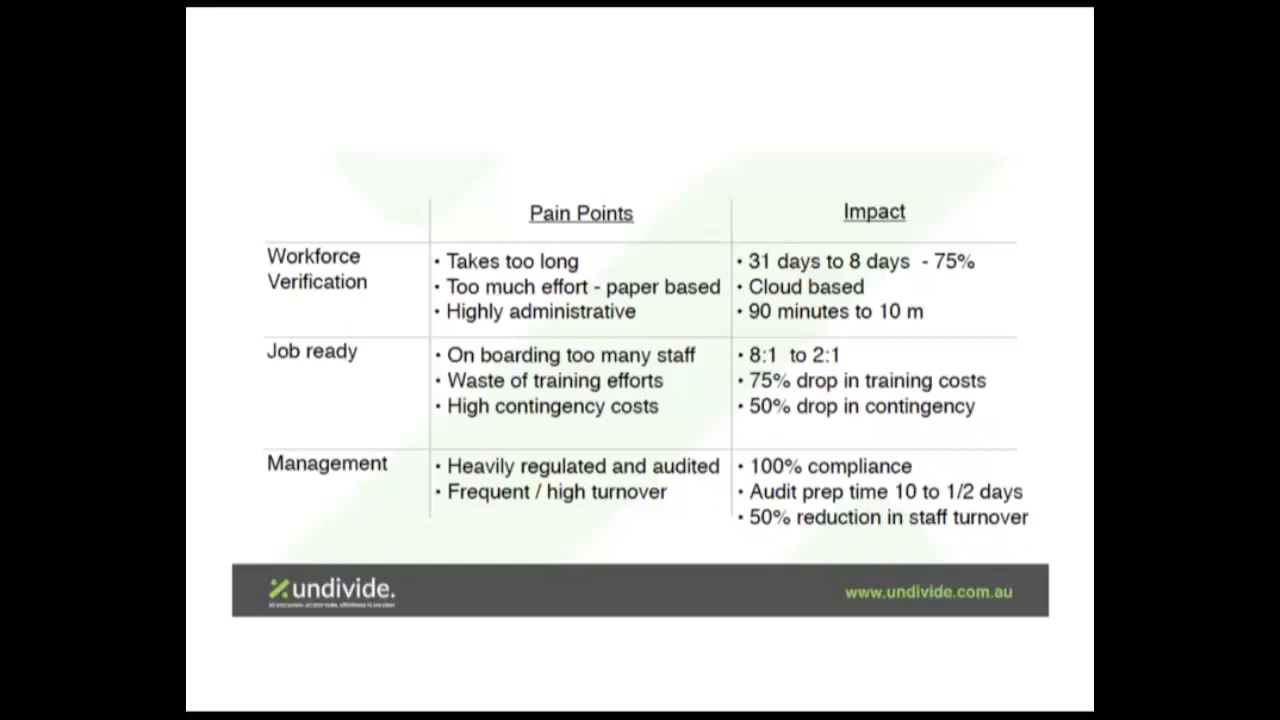 Pain Points
Impact
Workforce
Verification
• Takes too long
• Too much effort - paper based
• Highly administrative
• 31 days to 8 days - 75%
• Cloud based
• 90 minutes to 10 m
Job ready
• On boarding too many staff
• Waste of training efforts
• High contingency costs
• 8:1 to 2:1
• 75% drop in training costs
• 50% drop in contingency
Management
• Heavily regulated and audited
• Frequent / high turnover
• 100% compliance
• Audit prep time 10 to 1/2 days
• 50% reduction in staff turnover
undivide.
www.undivide.com.au